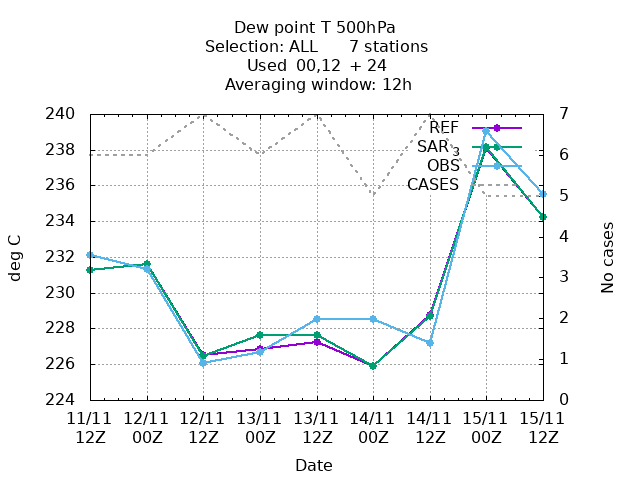 Dew point T 500hPa
Selection: ALL 7 stations
Used 00,12 + 24
Averaging window: 12h
240 7
REF
238
SAR 3
6
OBS
236
CASES
5
234
4
232
deg C
No cases
3
230
2
228
1
226
224 0
11/11 12/11 12/11 13/11 13/11 14/11 14/11 15/11 15/11
12Z 00Z 12Z 00Z 12Z 00Z 12Z 00Z 12Z
Date